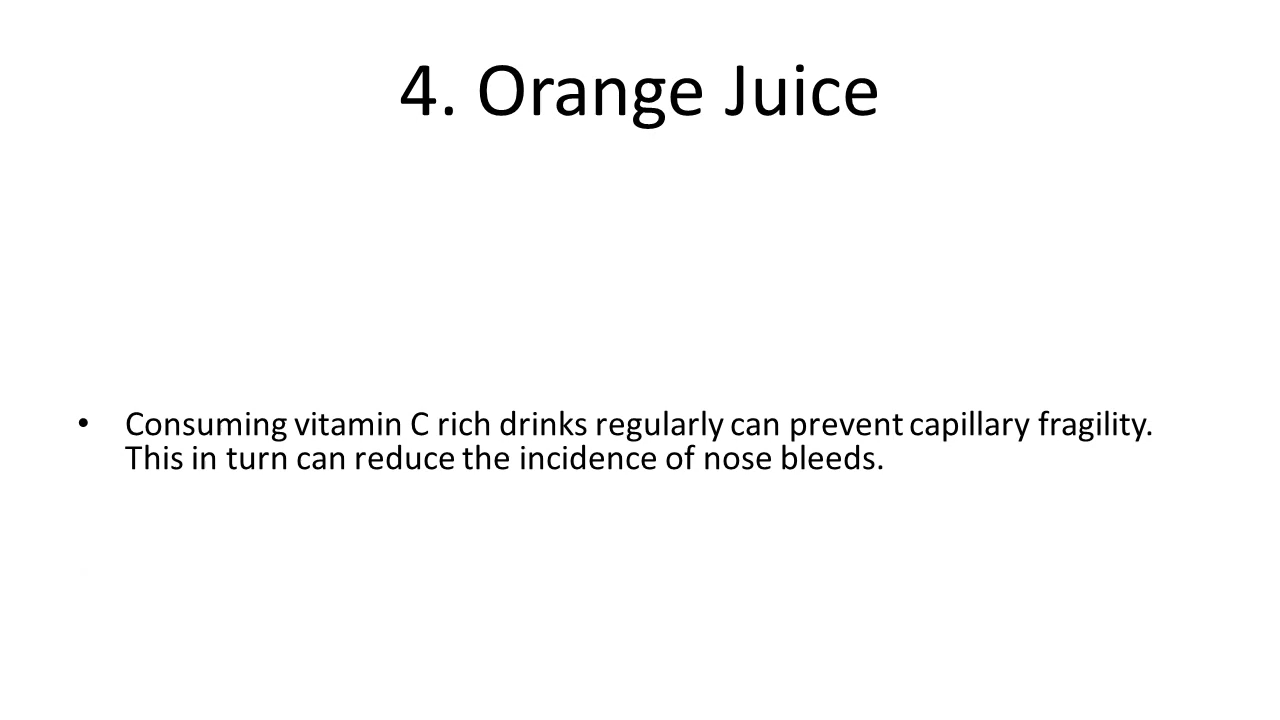 4. Orange Juice
• Consuming vitamin C rich drinks regularly can prevent capillary fragility.
This in turn can reduce the incidence of nose bleeds.